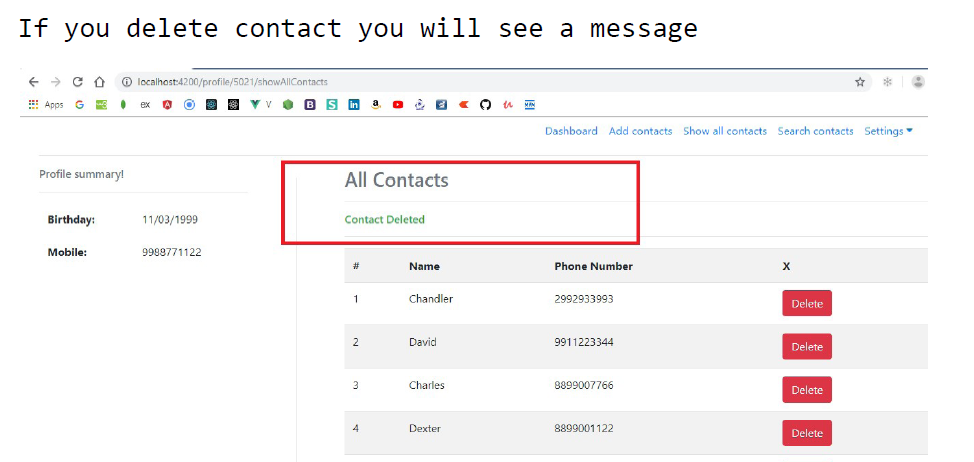 If you delete contact you will see a message
localhost:4200/profile/5021/showAllContacts
Apps G ex V B S in a
Dashboard Add contacts Show all contacts Search contacts Settings
Profile summary!
All Contacts
Birthday: 11/03/1999
Contact Deleted
Mobile: 9988771122
# Name Phone Number X
1 Chandler 2992933993 Delete
2 David 9911223344 Delete
3 Charles 8899007766 Delete
4 Dexter 8899001122 Delete